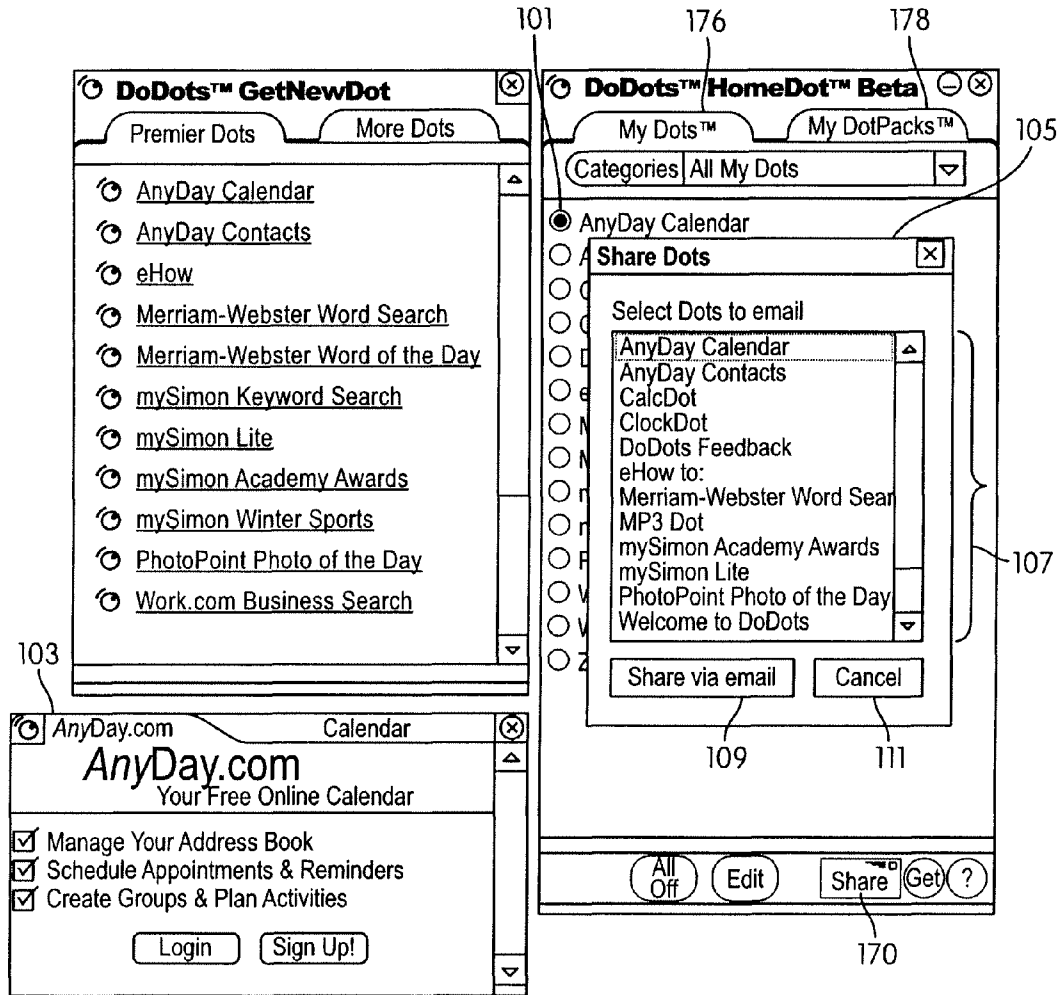 101
176
178
DoDots™ GetNewDot
Premier Dots
More Dots
AnyDay Calendar
AnyDay Contacts
eHow
Merriam-Webster Word Search
Merriam-Webster Word of the Day
mySimon Keyword Search
mySimon Lite
mySimon Academy Awards
mySimon Winter Sports
PhotoPoint Photo of the Day
Work.com Business Search
DoDots™ HomeDot™ Beta
My Dots™
My DotPacks™
105
Categories All My Dots
AnyDay Calendar
Share Dots
Select Dots to email
AnyDay Calendar
AnyDay Contacts
CalcDot
ClockDot
DoDots Feedback
eHow to:
Merriam-Webster Word Sear
MP3 Dot
mySimon Academy Awards
mySimon Lite
PhotoPoint Photo of the Day
Welcome to DoDots
107
Share via email
Cancel
109
111
All Off
Edit
Share
Get
?
170
103
AnyDay.com
Calendar
AnyDay.com
Your Free Online Calendar
Manage Your Address Book
Schedule Appointments & Reminders
Create Groups & Plan Activities
Login
Sign Up!